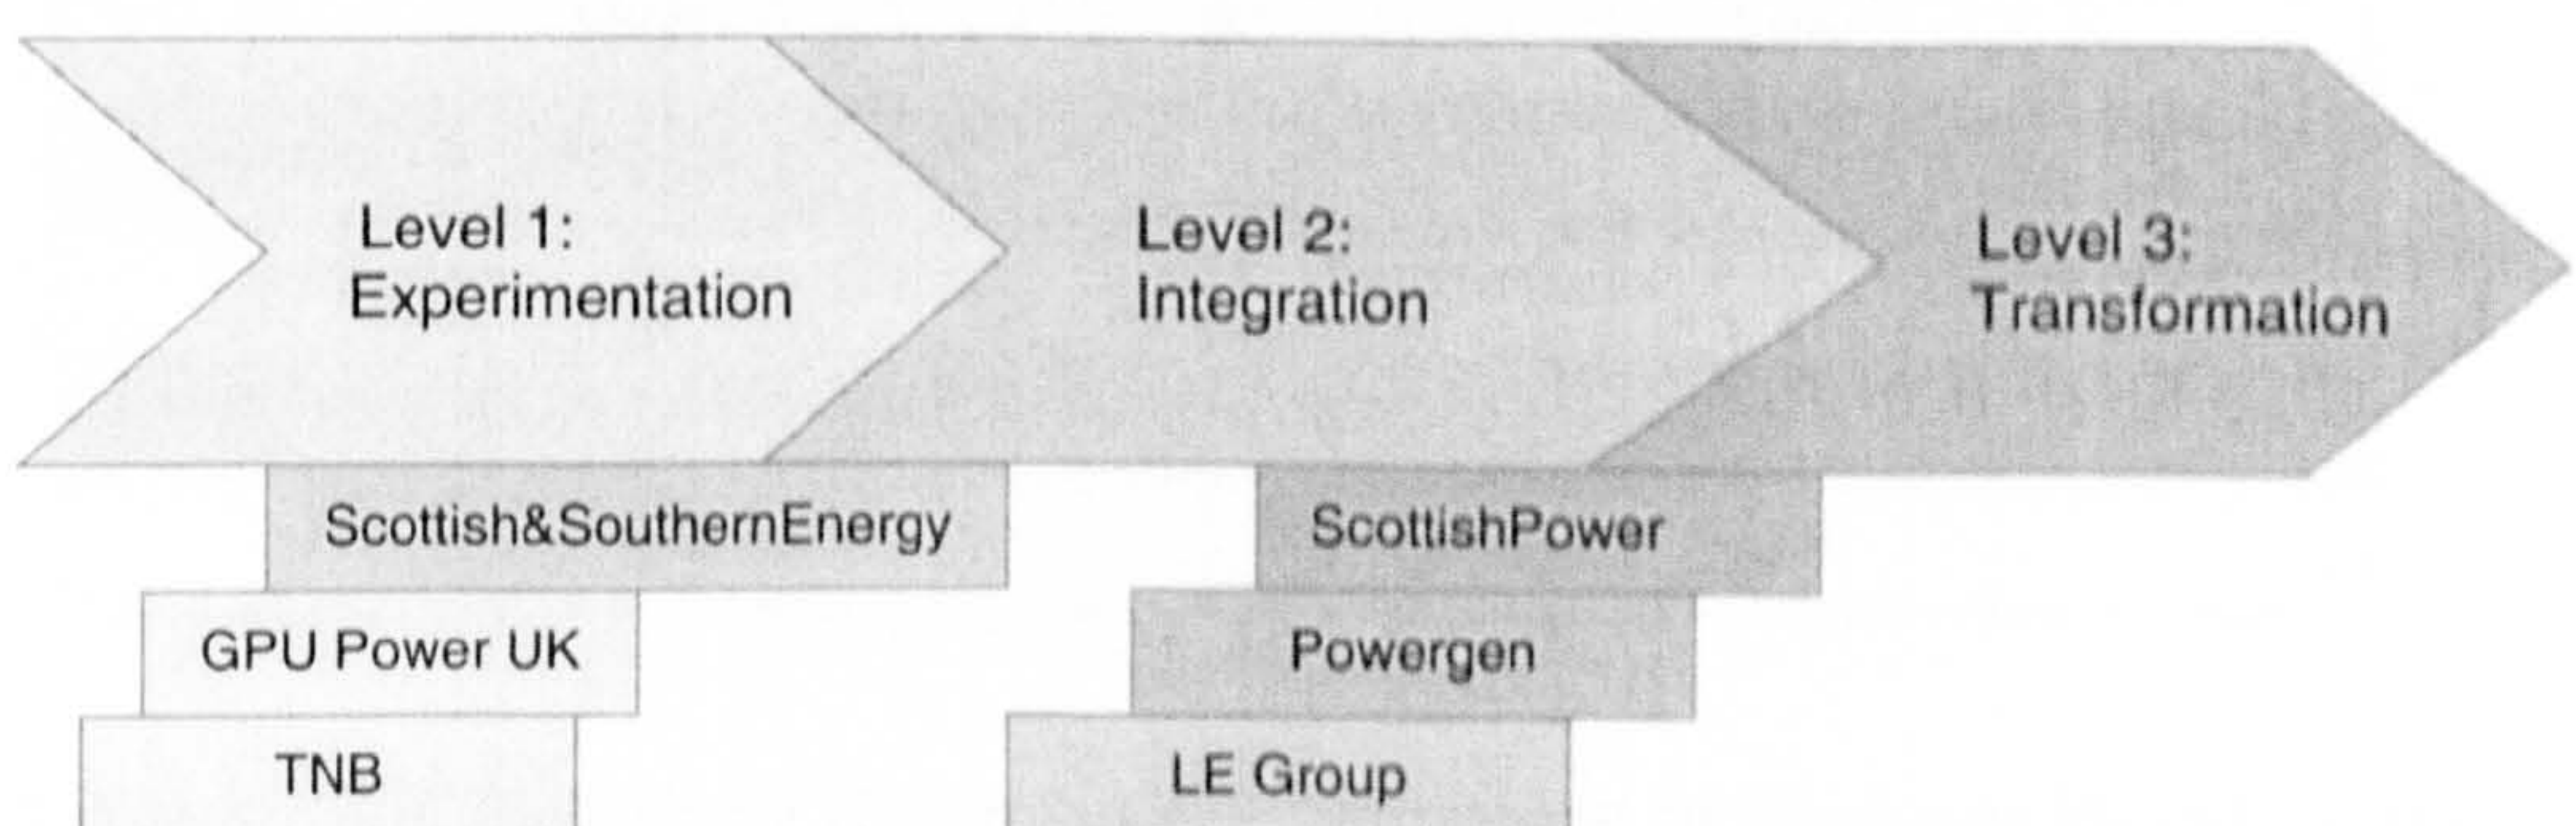 Level 1:
Experimentation
Level 2:
Integration
Level 3:
Transformation
Scottish&SouthernEnergy
ScottishPower
GPU Power UK
Powergen
TNB
LE Group